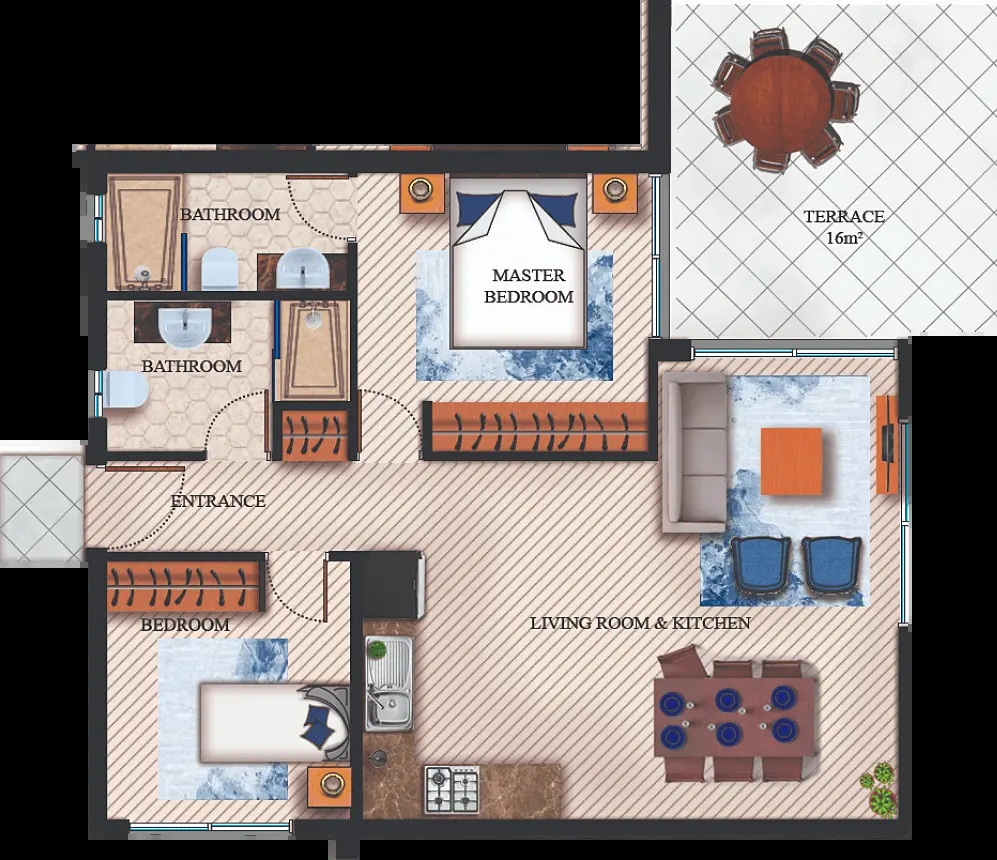 BATHROOM
TERRACE
16m²
MASTER
BEDROOM
BATHROOM
ENTRANCE
BEDROOM
LIVING ROOM & KITCHEN